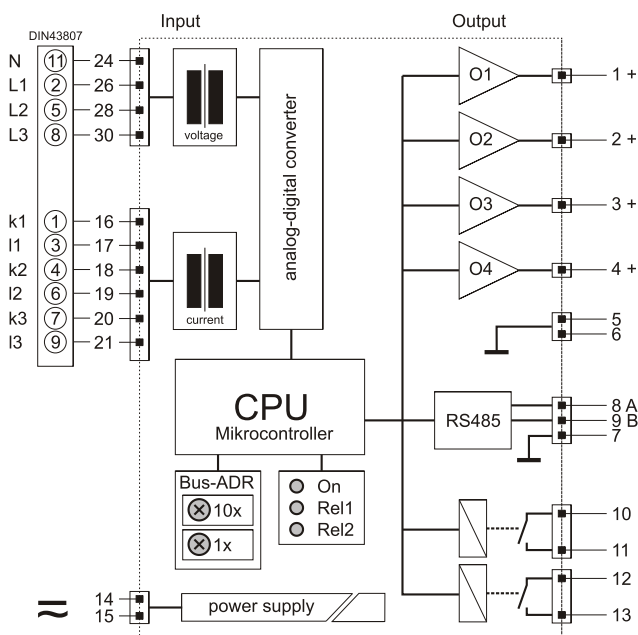 Input
Output
DIN43807
N 11 24
L1 2 26
L2 5 28
L3 8 30
voltage
k1 1 16
l1 3 17
k2 4 18
l2 6 19
k3 7 20
l3 9 21
current
analog-digital converter
CPU
Mikrocontroller
Bus-ADR
10x
1x
On
Rel1
Rel2
14
15
power supply
O1 1 +
O2 2 +
O3 3 +
O4 4 +
5
6
RS485
8 A
9 B
7
10
11
12
13